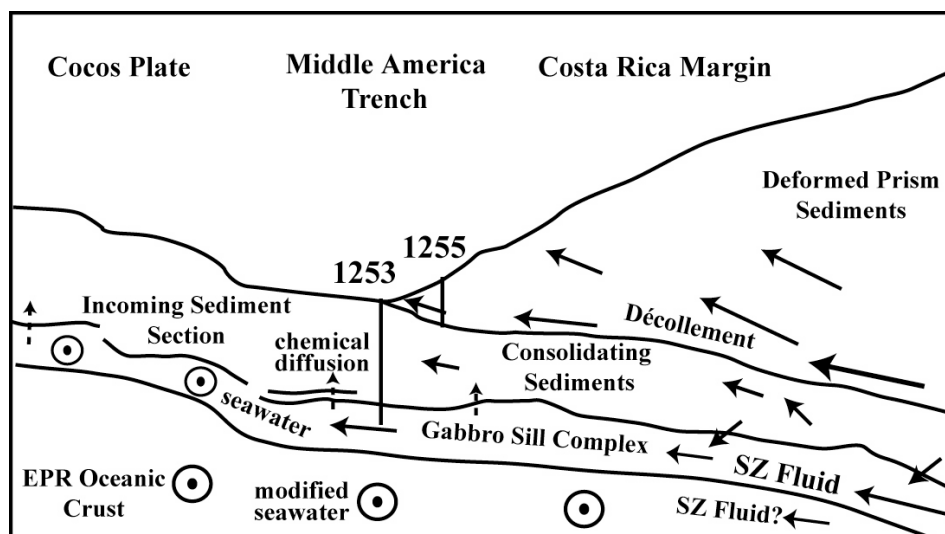 Cocos Plate
Middle America
Trench
Costa Rica Margin
Deformed Prism
Sediments
1255
1253
Incoming Sediment
Section
chemical
diffusion
Décollement
Consolidating
Sediments
seawater
Gabbro Sill Complex
SZ Fluid
EPR Oceanic
Crust
modified
seawater
SZ Fluid?